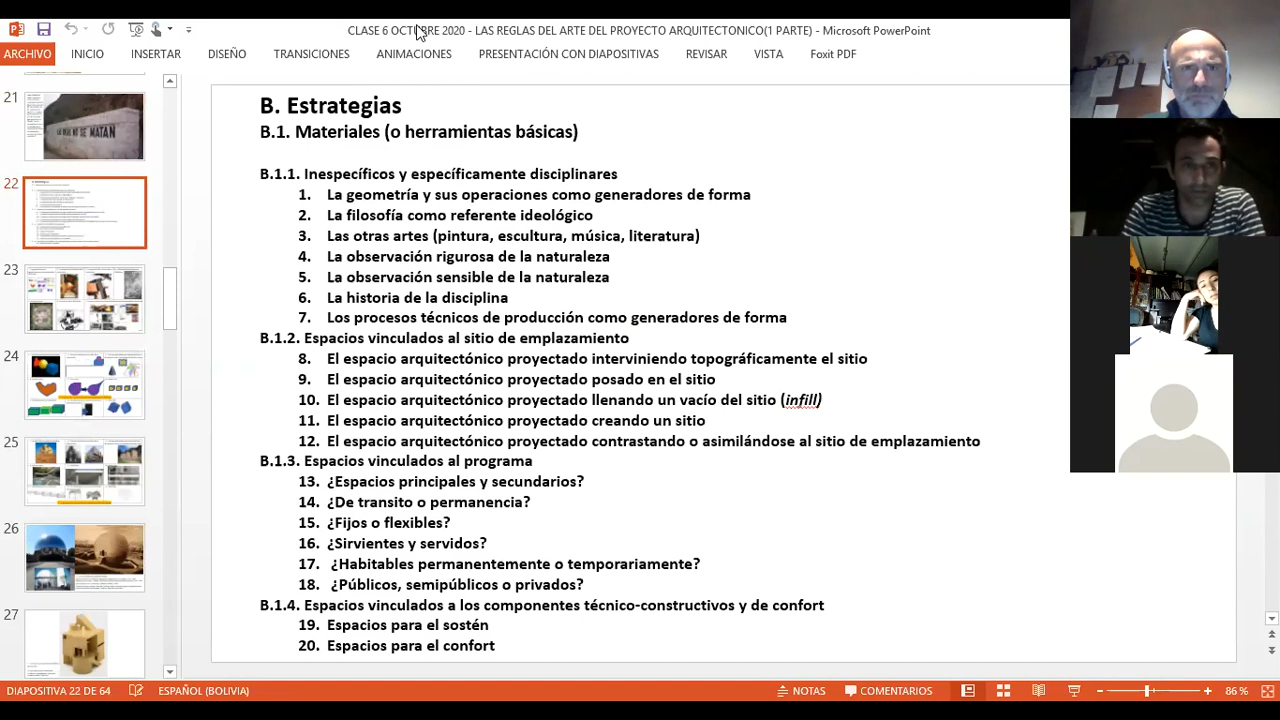 CLASE 6 OCTUBRE 2020 - LAS REGLAS DEL ARTE DEL PROYECTO ARQUITECTONICO(1 PARTE) - Microsoft PowerPoint
ARCHIVO INICIO INSERTAR DISEÑO TRANSICIONES ANIMACIONES PRESENTACIÓN CON DIAPOSITIVAS REVISAR VISTA Foxit PDF
21
LAS IDEAS NO SE MATAN
22
23
24
25
26
27
B. Estrategias
B.1. Materiales (o herramientas básicas)
B.1.1. Inespecíficos y específicamente disciplinares
1. La geometría y sus operaciones como generadores de forma
2. La filosofía como referente ideológico
3. Las otras artes (pintura, escultura, música, literatura)
4. La observación rigurosa de la naturaleza
5. La observación sensible de la naturaleza
6. La historia de la disciplina
7. Los procesos técnicos de producción como generadores de forma
B.1.2. Espacios vinculados al sitio de emplazamiento
8. El espacio arquitectónico proyectado interviniendo topográficamente el sitio
9. El espacio arquitectónico proyectado posado en el sitio
10. El espacio arquitectónico proyectado llenando un vacío del sitio (infill)
11. El espacio arquitectónico proyectado creando un sitio
12. El espacio arquitectónico proyectado contrastando o asimilándose al sitio de emplazamiento
B.1.3. Espacios vinculados al programa
13. ¿Espacios principales y secundarios?
14. ¿De transito o permanencia?
15. ¿Fijos o flexibles?
16. ¿Sirvientes y servidos?
17. ¿Habitables permanentemente o temporariamente?
18. ¿Públicos, semipúblicos o privados?
B.1.4. Espacios vinculados a los componentes técnico-constructivos y de confort
19. Espacios para el sostén
20. Espacios para el confort
DIAPOSITIVA 22 DE 64 ESPAÑOL (BOLIVIA) NOTAS COMENTARIOS 86 %